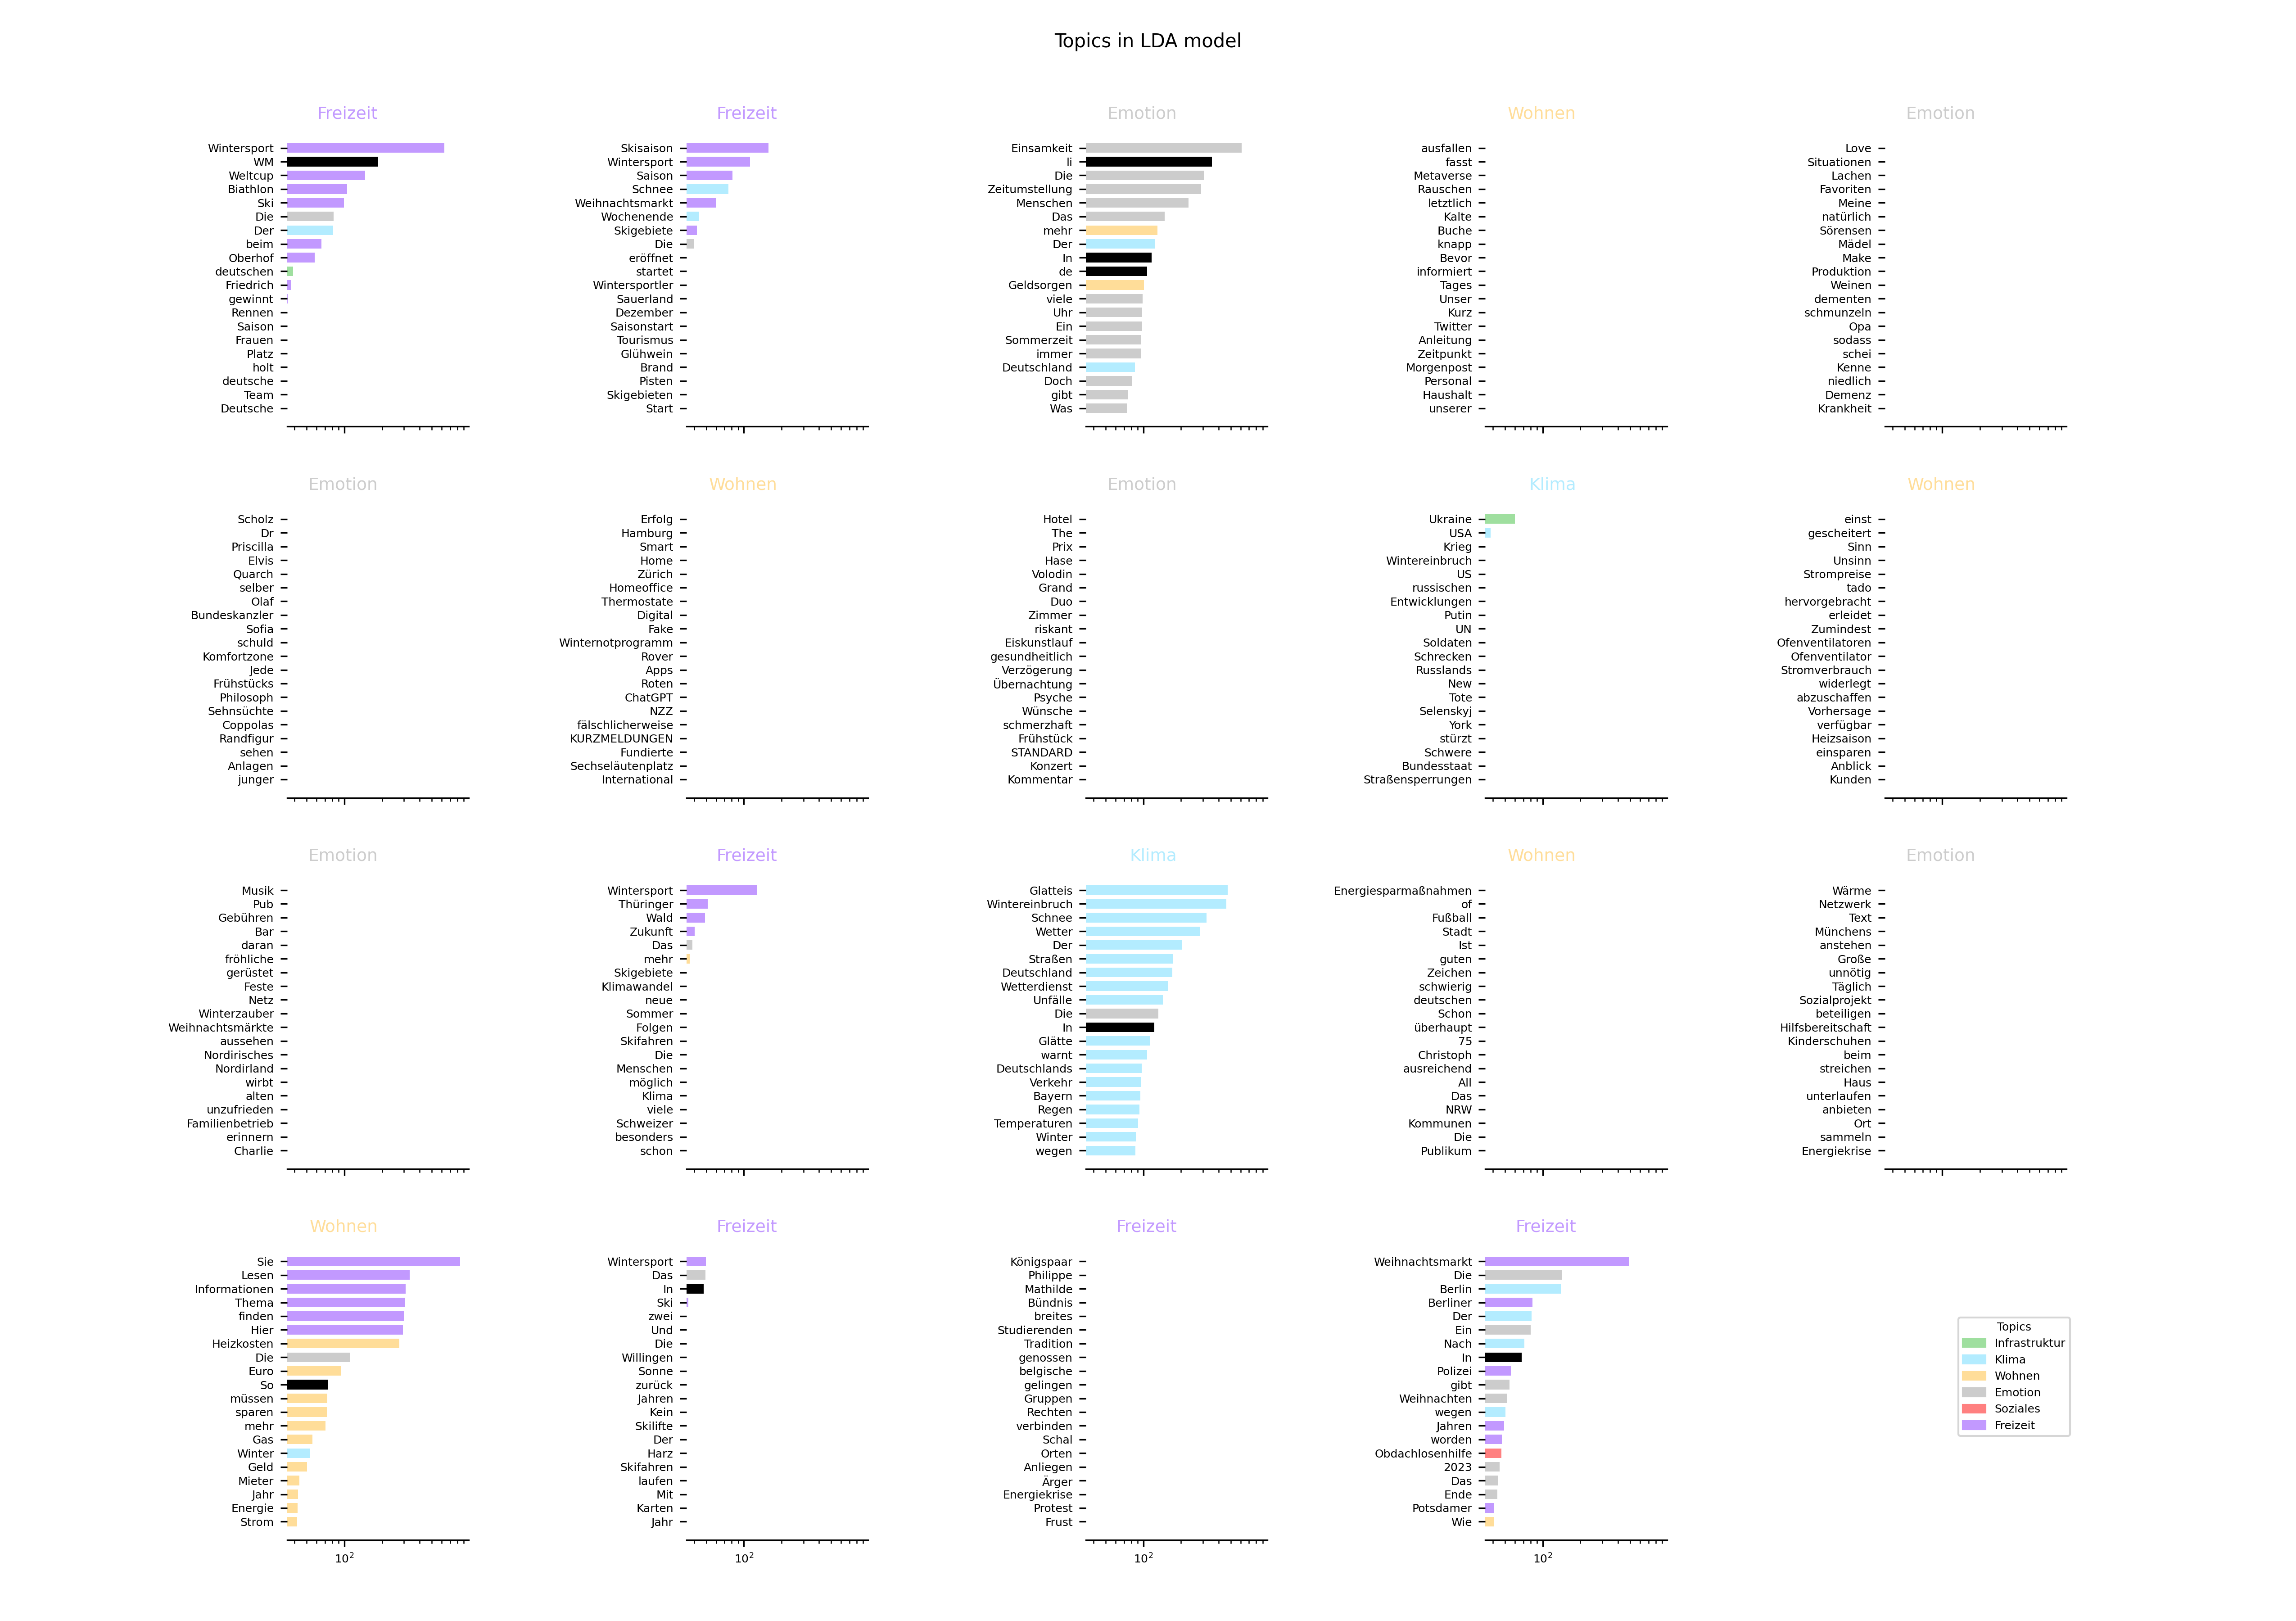 Topics in LDA model
Freizeit
Wintersport
WM
Weltcup
Biathlon
Ski
Die
Der
beim
Oberhof
deutschen
Friedrich
gewinnt
Rennen
Saison
Frauen
Platz
holt
deutsche
Team
Deutsche
Freizeit
Skisaison
Wintersport
Saison
Schnee
Weihnachtsmarkt
Wochenende
Skigebiete
Die
eröffnet
startet
Wintersportler
Sauerland
Dezember
Saisonstart
Tourismus
Glühwein
Brand
Pisten
Skigebieten
Start
Emotion
Einsamkeit
li
Die
Zeitumstellung
Menschen
Das
mehr
Der
In
de
Geldsorgen
viele
Uhr
Ein
Sommerzeit
immer
Deutschland
Doch
gibt
Was
Wohnen
ausfallen
fasst
Metaverse
Rauschen
letztlich
Kalte
Buche
knapp
Bevor
informiert
Tages
Unser
Kurz
Twitter
Anleitung
Zeitpunkt
Morgenpost
Personal
Haushalt
unserer
Emotion
Love
Situationen
Lachen
Favoriten
Meine
natürlich
Sörensen
Mädel
Make
Produktion
Weinen
dementen
schmunzeln
Opa
sodass
schei
Kenne
niedlich
Demenz
Krankheit
Emotion
Scholz
Dr
Priscilla
Elvis
Quarch
selber
Olaf
Bundeskanzler
Sofia
schuld
Komfortzone
Jede
Frühstücks
Philosoph
Sehnsüchte
Coppolas
Randfigur
sehen
Anlagen
junger
Wohnen
Erfolg
Hamburg
Smart
Home
Zürich
Homeoffice
Thermostate
Digital
Fake
Winternotprogramm
Rover
Apps
Roten
ChatGPT
NZZ
fälschlicherweise
KURZMELDUNGEN
Fundierte
Sechseläutenplatz
International
Emotion
Hotel
The
Prix
Hase
Volodin
Grand
Duo
Zimmer
riskant
Eiskunstlauf
gesundheitlich
Verzögerung
Übernachtung
Psyche
Wünsche
schmerzhaft
Frühstück
STANDARD
Konzert
Kommentar
Klima
Ukraine
USA
Krieg
Wintereinbruch
US
russischen
Entwicklungen
Putin
UN
Soldaten
Schrecken
Russlands
New
Tote
Selenskyj
York
stürzt
Schwere
Bundesstaat
Straßensperrungen
Wohnen
einst
gescheitert
Sinn
Unsinn
Strompreise
tado
hervorgebracht
erleidet
Zumindest
Ofenventilatoren
Ofenventilator
Stromverbrauch
widerlegt
abzuschaffen
Vorhersage
verfügbar
Heizsaison
einsparen
Anblick
Kunden
Emotion
Musik
Pub
Gebühren
Bar
daran
fröhliche
gerüstet
Feste
Netz
Winterzauber
Weihnachtsmärkte
aussehen
Nordirisches
Nordirland
wirbt
alten
unzufrieden
Familienbetrieb
erinnern
Charlie
Freizeit
Wintersport
Thüringer
Wald
Zukunft
Das
mehr
Skigebiete
Klimawandel
neue
Sommer
Folgen
Skifahren
Die
Menschen
möglich
Klima
viele
Schweizer
besonders
schon
Klima
Glatteis
Wintereinbruch
Schnee
Wetter
Der
Straßen
Deutschland
Wetterdienst
Unfälle
Die
In
Glätte
warnt
Deutschlands
Verkehr
Bayern
Regen
Temperaturen
Winter
wegen
Wohnen
Energiesparmaßnahmen
of
Fußball
Stadt
Ist
guten
Zeichen
schwierig
deutschen
Schon
überhaupt
75
Christoph
ausreichend
All
Das
NRW
Kommunen
Die
Publikum
Emotion
Wärme
Netzwerk
Text
Münchens
anstehen
Große
unnötig
Täglich
Sozialprojekt
beteiligen
Hilfsbereitschaft
Kinderschuhen
beim
streichen
Haus
unterlaufen
anbieten
Ort
sammeln
Energiekrise
Wohnen
Sie
Lesen
Informationen
Thema
finden
Hier
Heizkosten
Die
Euro
So
müssen
sparen
mehr
Gas
Winter
Geld
Mieter
Jahr
Energie
Strom
10²
Freizeit
Wintersport
Das
In
Ski
zwei
Und
Die
Willingen
Sonne
zurück
Jahren
Kein
Skilifte
Der
Harz
Skifahren
laufen
Mit
Karten
Jahr
10²
Freizeit
Königspaar
Philippe
Mathilde
Bündnis
breites
Studierenden
Tradition
genossen
belgische
gelingen
Gruppen
Rechten
verbinden
Schal
Orten
Anliegen
Ärger
Energiekrise
Protest
Frust
10²
Freizeit
Weihnachtsmarkt
Die
Berlin
Berliner
Der
Ein
Nach
In
Polizei
gibt
Weihnachten
wegen
Jahren
worden
Obdachlosenhilfe
2023
Das
Ende
Potsdamer
Wie
10²
Topics
Infrastruktur
Klima
Wohnen
Emotion
Soziales
Freizeit